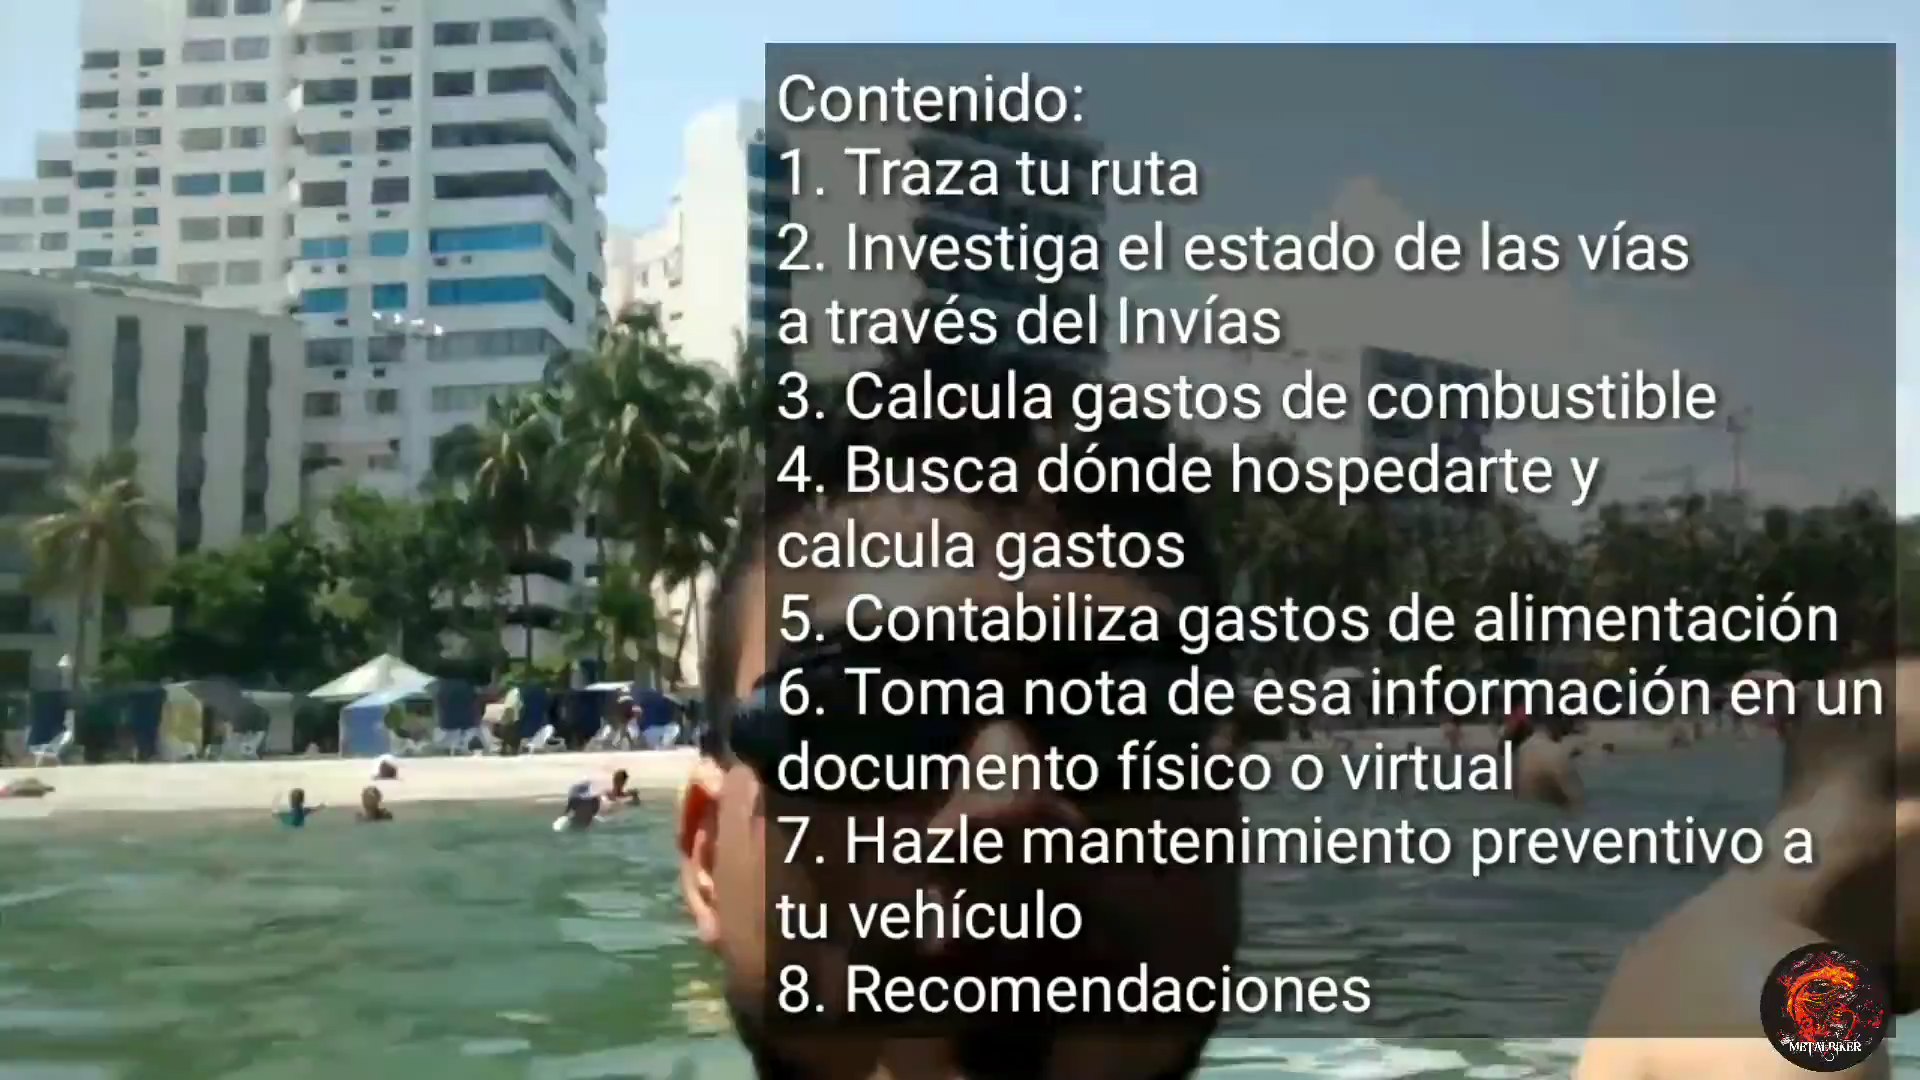 Contenido:
1. Traza tu ruta
2. Investiga el estado de las vías
a través del Invías
3. Calcula gastos de combustible
4. Busca dónde hospedarte y
calcula gastos
5. Contabiliza gastos de alimentación
6. Toma nota de esa información en un
documento físico o virtual
7. Hazle mantenimiento preventivo a
tu vehículo
8. Recomendaciones
METALBIKER